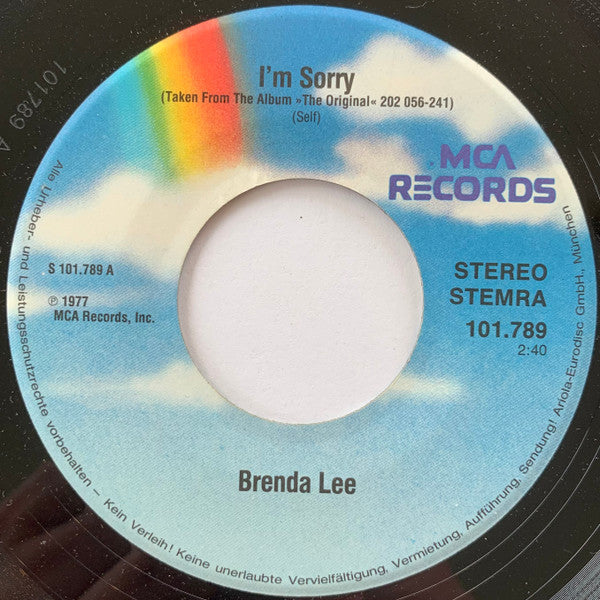 I'm Sorry
(Taken From The Album »The Original« 202 056-241)
(Self)
MCA
RECORDS
S 101.789 A
℗ 1977
MCA Records, Inc.
STEREO
STEMRA
101.789
2:40
Brenda Lee
Alle Urheber- und Leistungsschutzrechte vorbehalten – Kein Verleih! Keine unerlaubte Vervielfältigung, Vermietung, Aufführung, Sendung! Ariola-Eurodisc GmbH., München
101.789 A